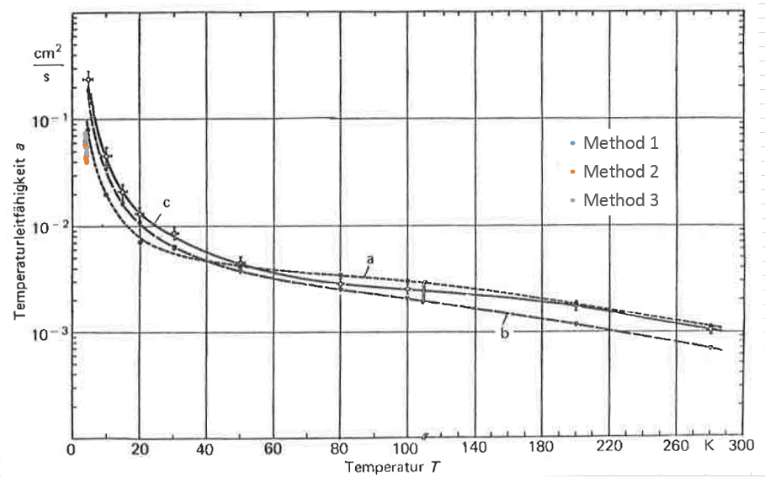 cm²
s
10⁻¹
10⁻²
10⁻³
Temperaturleitfähigkeit a
c
a
b
Method 1
Method 2
Method 3
0 20 40 60 80 100 140 180 220 260 K 300
Temperatur T